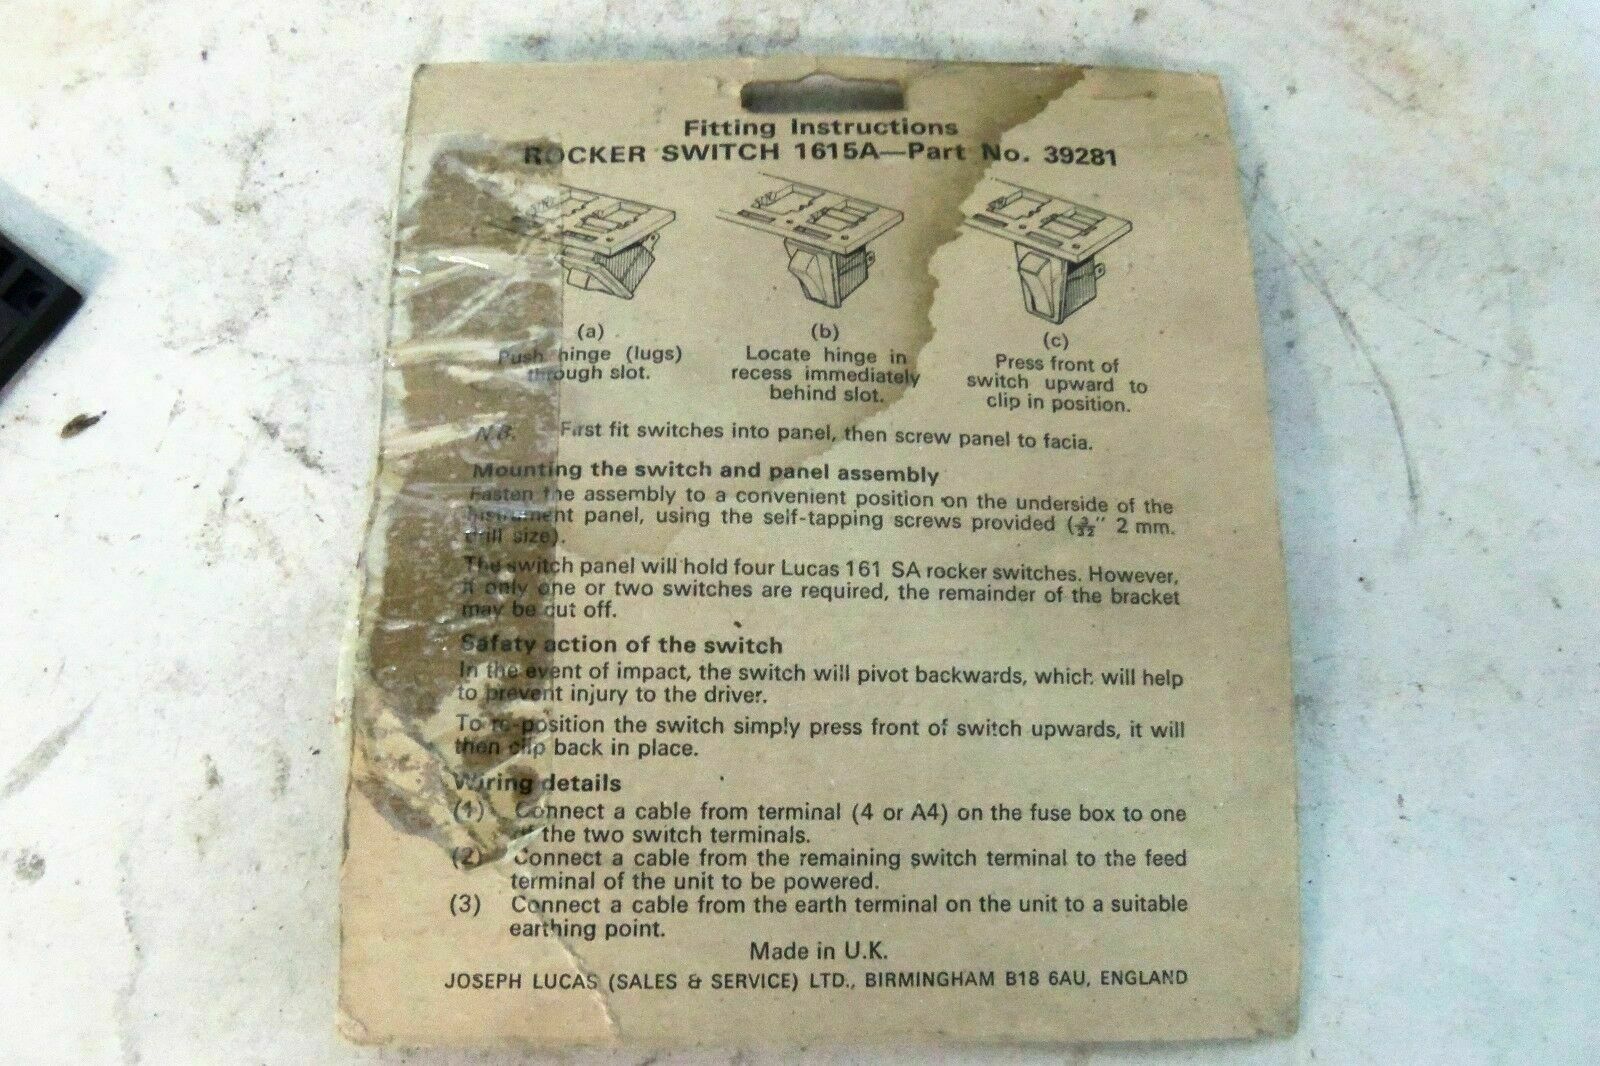 Fitting Instructions
ROCKER SWITCH 1615A—Part No. 39281
(a)
Push hinge (lugs)
through slot.
(b)
Locate hinge in
recess immediately
behind slot.
(c)
Press front of
switch upward to
clip in position.
N.B. First fit switches into panel, then screw panel to facia.
Mounting the switch and panel assembly
Fasten the assembly to a convenient position on the underside of the
instrument panel, using the self-tapping screws provided (3/32" 2 mm.
drill size).
The switch panel will hold four Lucas 161 SA rocker switches. However,
if only one or two switches are required, the remainder of the bracket
may be cut off.
Safety action of the switch
In the event of impact, the switch will pivot backwards, which will help
to prevent injury to the driver.
To re-position the switch simply press front of switch upwards, it will
then clip back in place.
Wiring details
(1) Connect a cable from terminal (4 or A4) on the fuse box to one
of the two switch terminals.
(2) Connect a cable from the remaining switch terminal to the feed
terminal of the unit to be powered.
(3) Connect a cable from the earth terminal on the unit to a suitable
earthing point.
Made in U.K.
JOSEPH LUCAS (SALES & SERVICE) LTD., BIRMINGHAM B18 6AU, ENGLAND